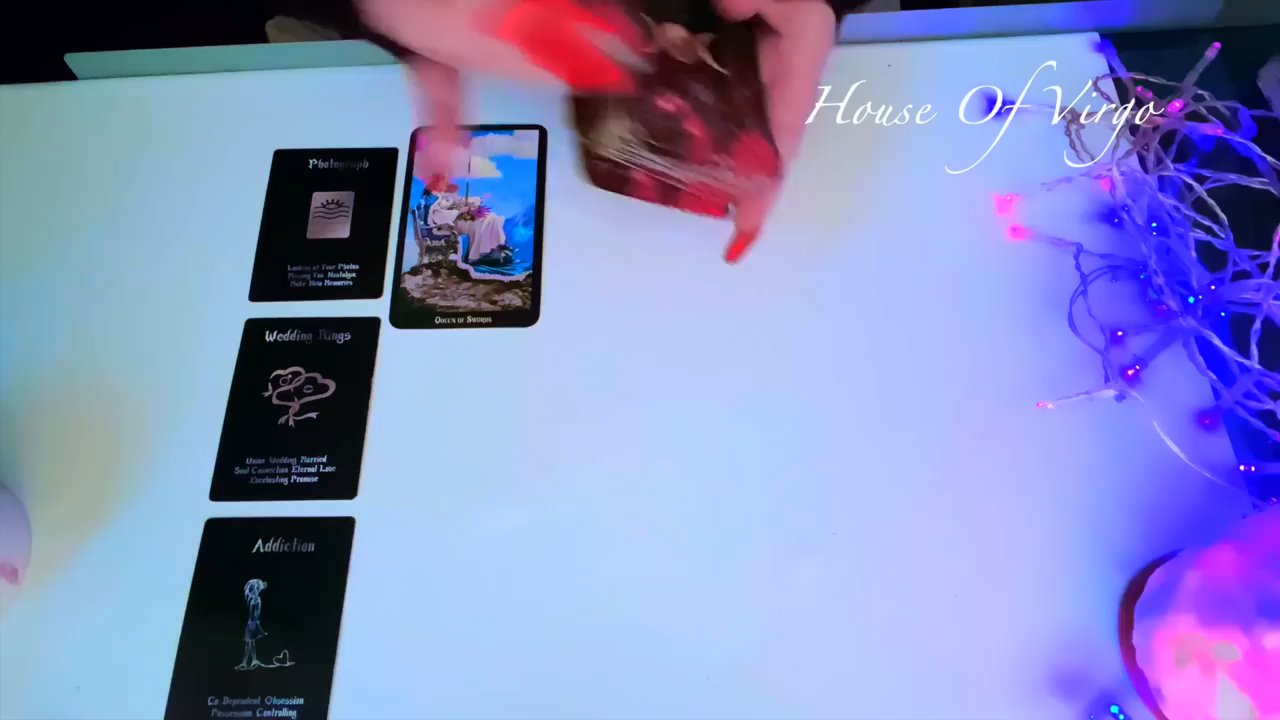 House Of Virgo
Photograph
Looking at Your Photos
Missing You Nostalgia
Make New Memories
Queen of Swords
Wedding Rings
Union Wedding Married
Soul Connection Eternal Love
Everlasting Promise
Addiction
Co Dependent Obsession
Possession Controlling